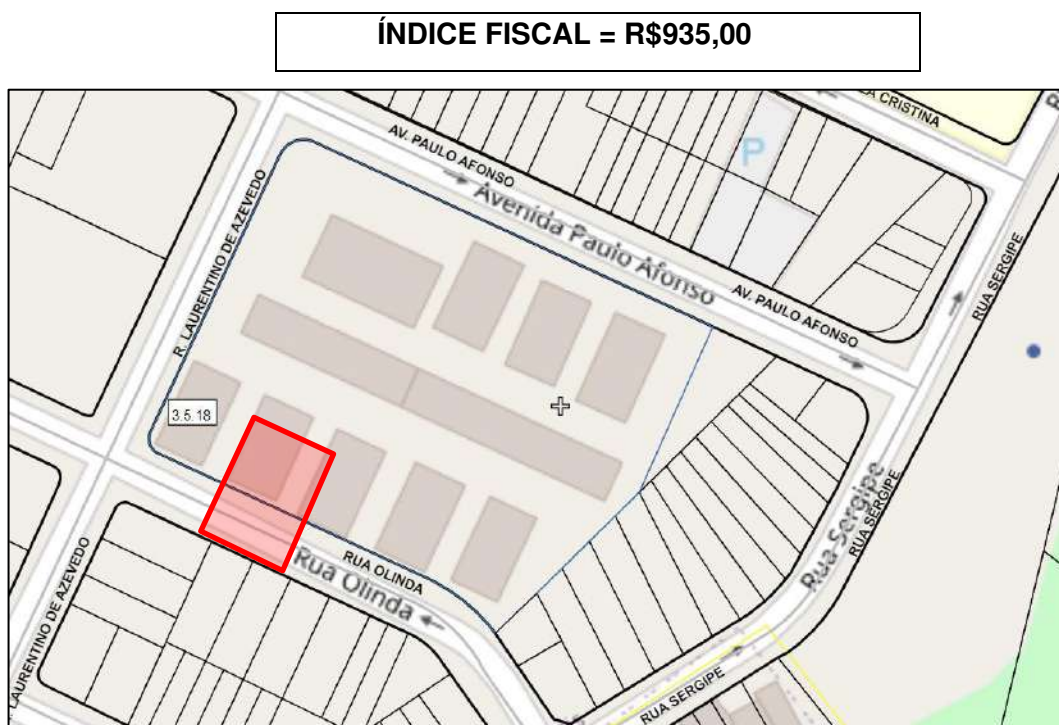 ÍNDICE FISCAL = R$935,00
CRISTINA
AV. PAULO AFONSO
Avenida Paulo Afonso
AV. PAULO AFONSO
P
R. LAURENTINO DE AZEVEDO
RUA SERGIPE
3.5.18
Rua Sergipe
RUA SERGIPE
RUA OLINDA
Rua Olinda
LAURENTINO DE AZEVEDO
RUA SERGIPE